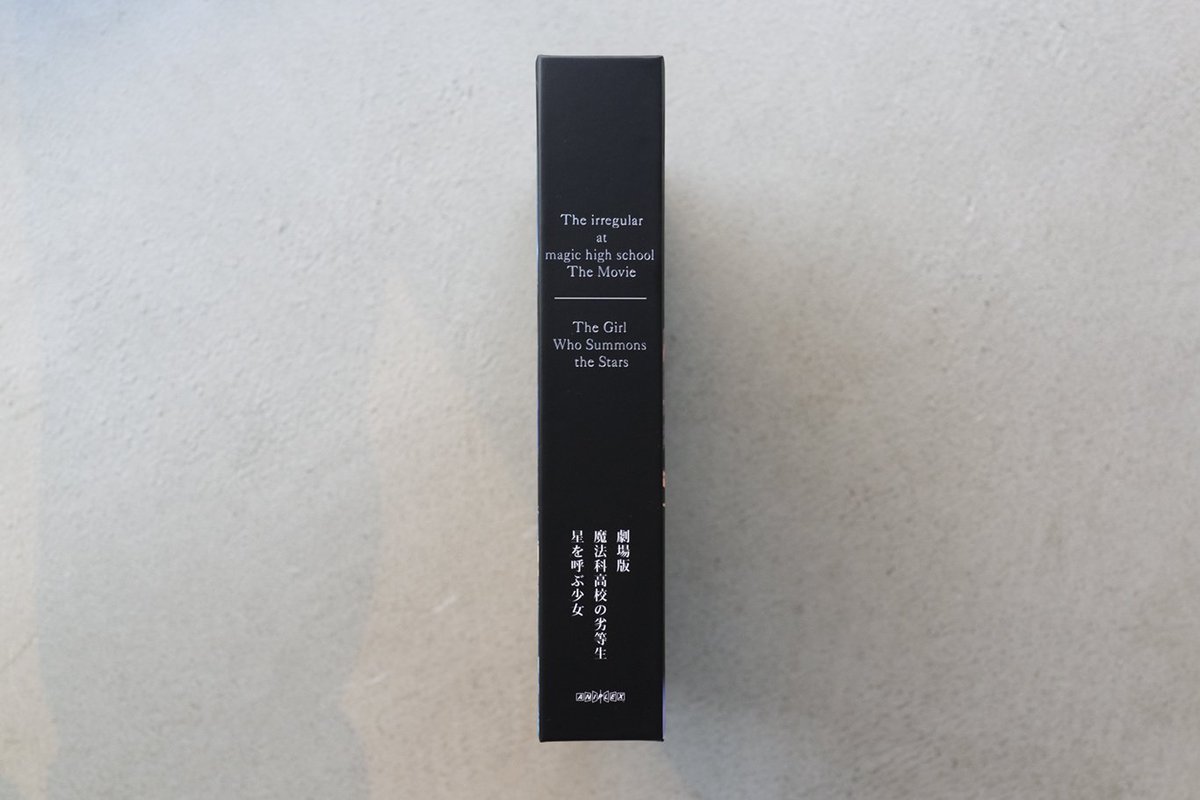 The irregular
at
magic high school
The Movie
The Girl
Who Summons
the Stars
劇場版
魔法科高校の劣等生
星を呼ぶ少女
ANIPLEX